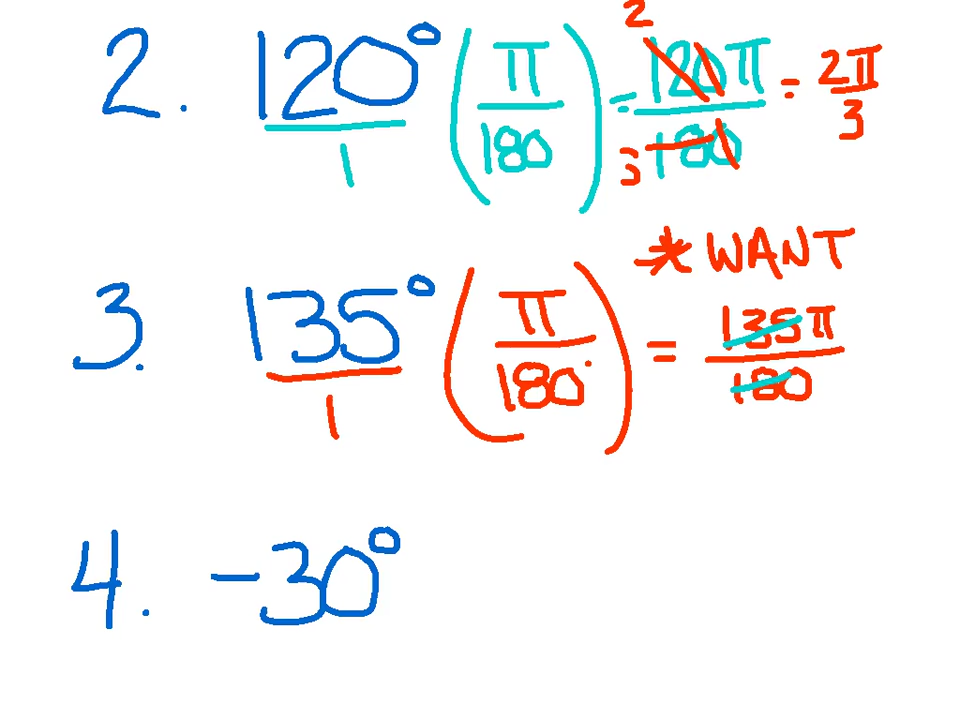 2. 120°/1 (π/180) = 120π/180 = 2π/3
2
3
* WANT
3. 135°/1 (π/180) = 135π/180
4. -30°